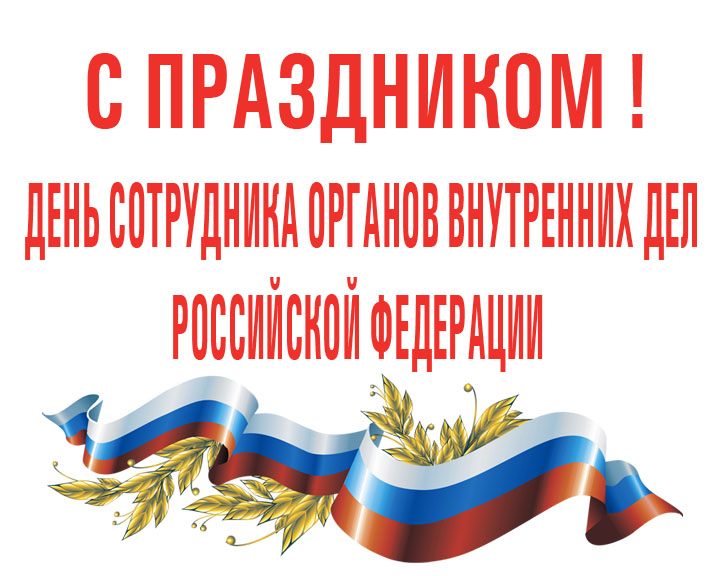 С ПРАЗДНИКОМ !
ДЕНЬ СОТРУДНИКА ОРГАНОВ ВНУТРЕННИХ ДЕЛ
РОССИЙСКОЙ ФЕДЕРАЦИИ